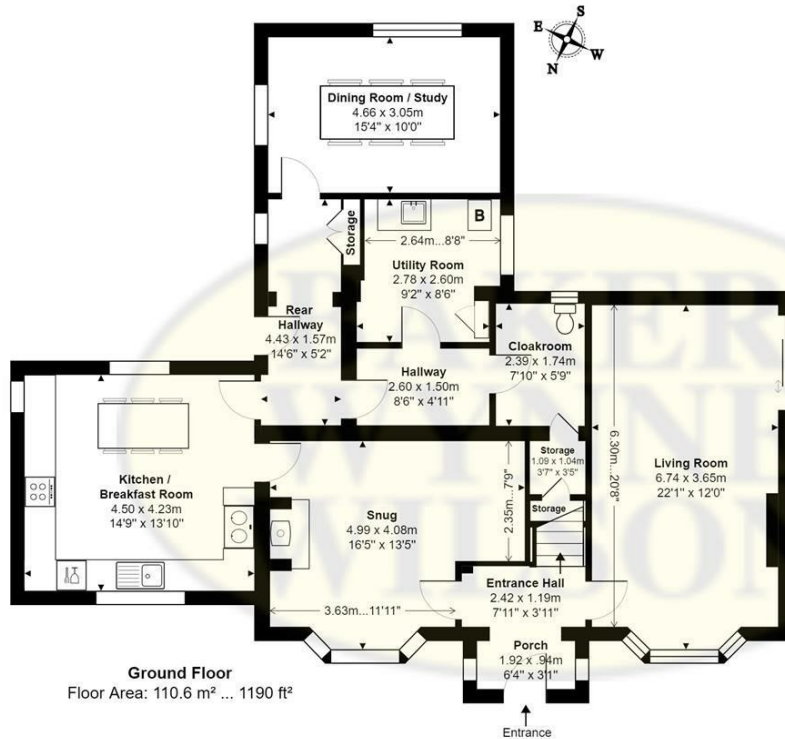 S
E
W
N
Dining Room / Study
4.66 x 3.05m
15'4" x 10'0"
Storage
B
2.64m...8'8"
Utility Room
2.78 x 2.60m
9'2" x 8'6"
Rear
Hallway
4.43 x 1.57m
14'6" x 5'2"
Cloakroom
2.39 x 1.74m
7'10" x 5'9"
Hallway
2.60 x 1.50m
8'6" x 4'11"
Kitchen /
Breakfast Room
4.50 x 4.23m
14'9" x 13'10"
Snug
4.99 x 4.08m
16'5" x 13'5"
2.35m...7'9"
3.63m...11'11"
Storage
1.09 x 1.04m
3'7" x 3'5"
Storage
6.30m...20'8"
Living Room
6.74 x 3.65m
22'1" x 12'0"
Entrance Hall
2.42 x 1.19m
7'11" x 3'11"
Porch
1.92 x .94m
6'4" x 3'1"
Entrance
Ground Floor
Floor Area: 110.6 m² ... 1190 ft²
BAKER
WYNNE
WILSON